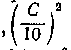 , (C/10)²